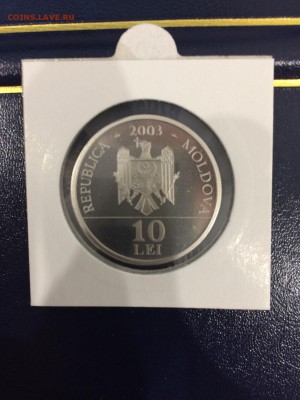 COINS.LAVE.RU
REPUBLICA · 2003 · MOLDOVA
10
LEI